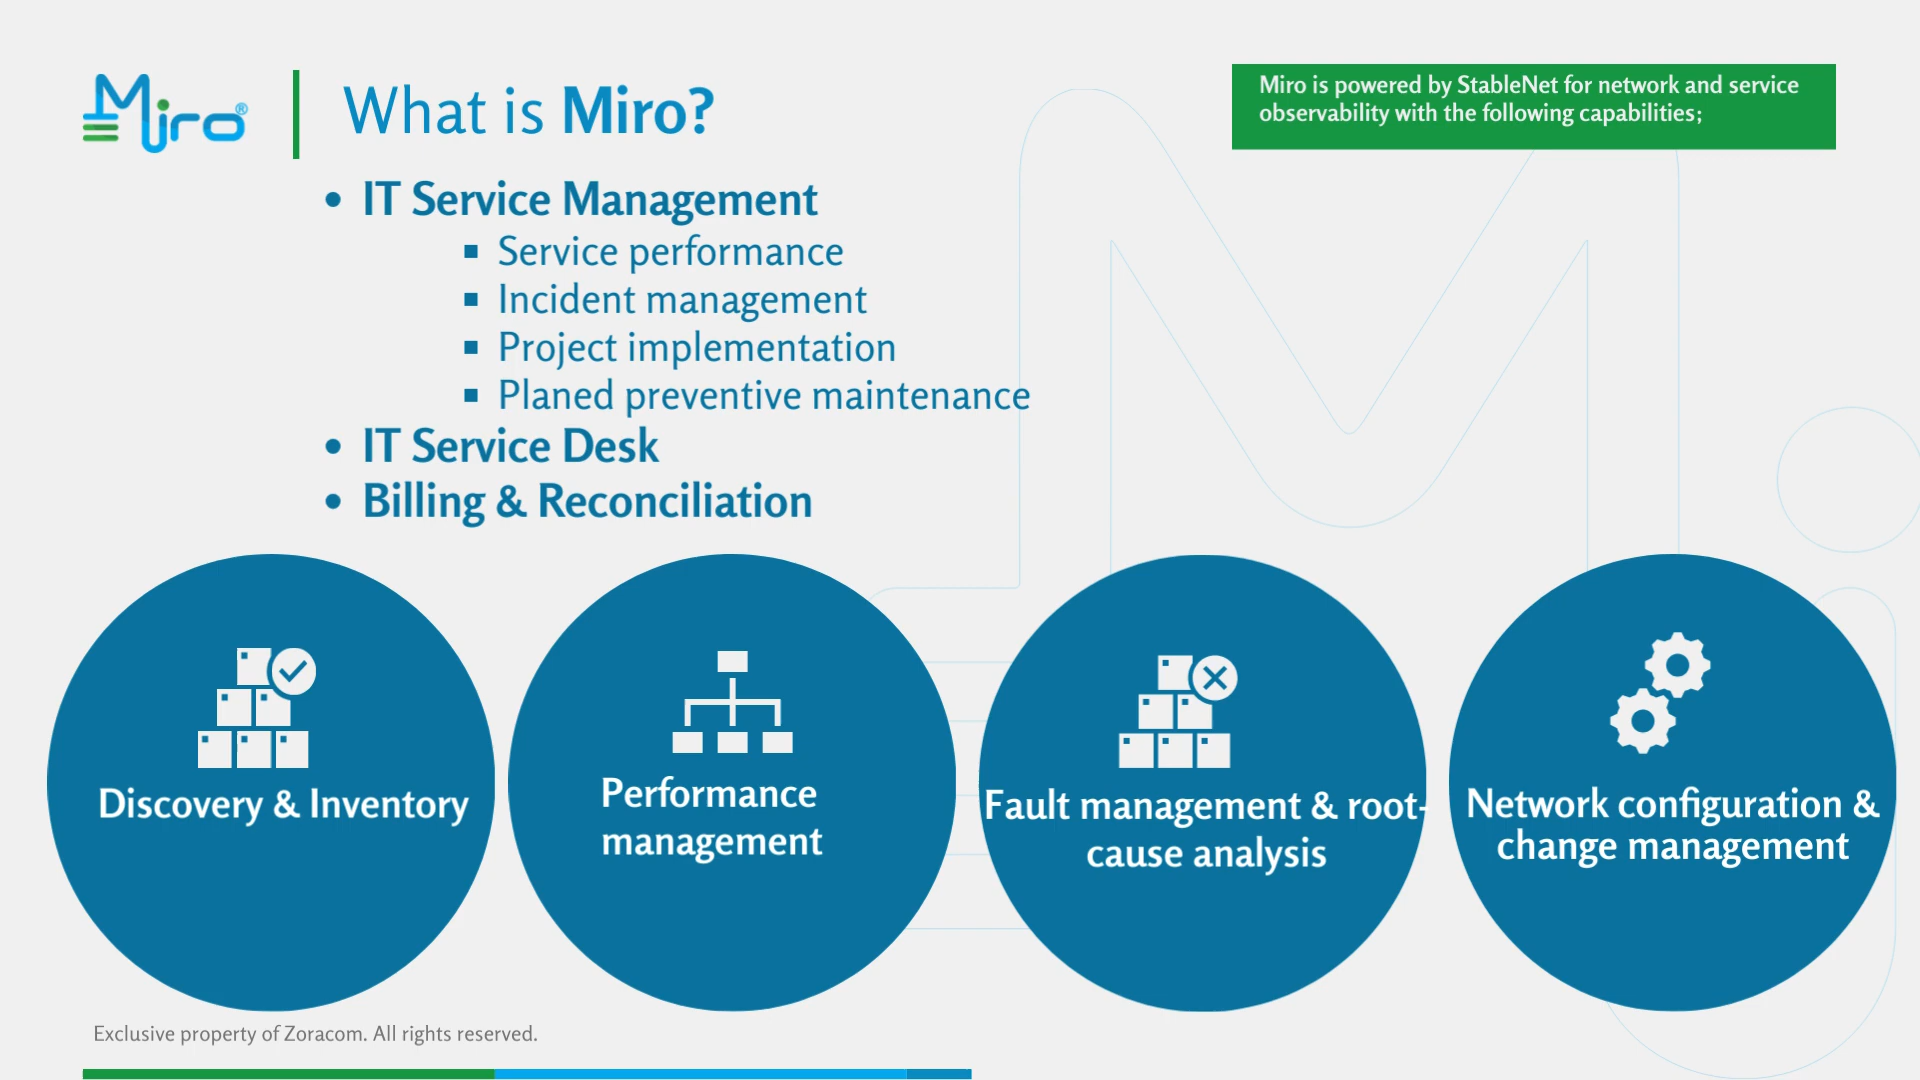 Miro®
What is Miro?
Miro is powered by StableNet for network and service
observability with the following capabilities;
• IT Service Management
▪ Service performance
▪ Incident management
▪ Project implementation
▪ Planed preventive maintenance
• IT Service Desk
• Billing & Reconciliation
Discovery & Inventory
Performance
management
Fault management & root-
cause analysis
Network configuration &
change management
Exclusive property of Zoracom. All rights reserved.